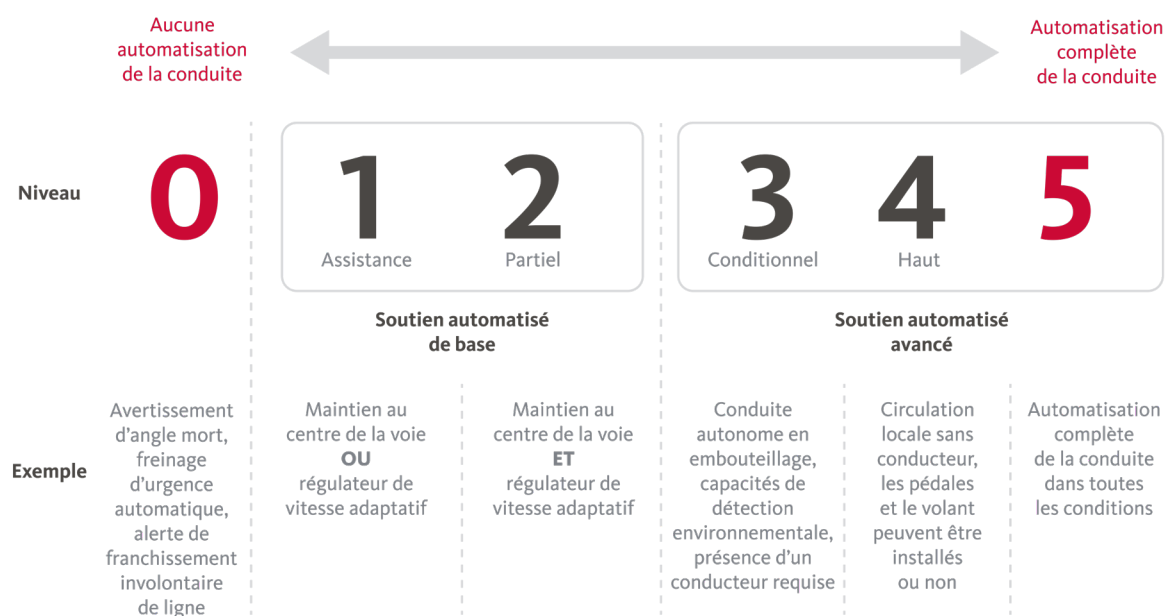 Aucune
automatisation
de la conduite
Automatisation
complète
de la conduite
Niveau
0
1
Assistance
2
Partiel
3
Conditionnel
4
Haut
5
Soutien automatisé
de base
Soutien automatisé
avancé
Exemple
Avertissement
d'angle mort,
freinage
d'urgence
automatique,
alerte de
franchissement
involontaire
de ligne
Maintien au
centre de la voie
OU
régulateur de
vitesse adaptatif
Maintien au
centre de la voie
ET
régulateur de
vitesse adaptatif
Conduite
autonome en
embouteillage,
capacités de
détection
environnementale,
présence d'un
conducteur requise
Circulation
locale sans
conducteur,
les pédales
et le volant
peuvent être
installés
ou non
Automatisation
complète
de la conduite
dans toutes
les conditions